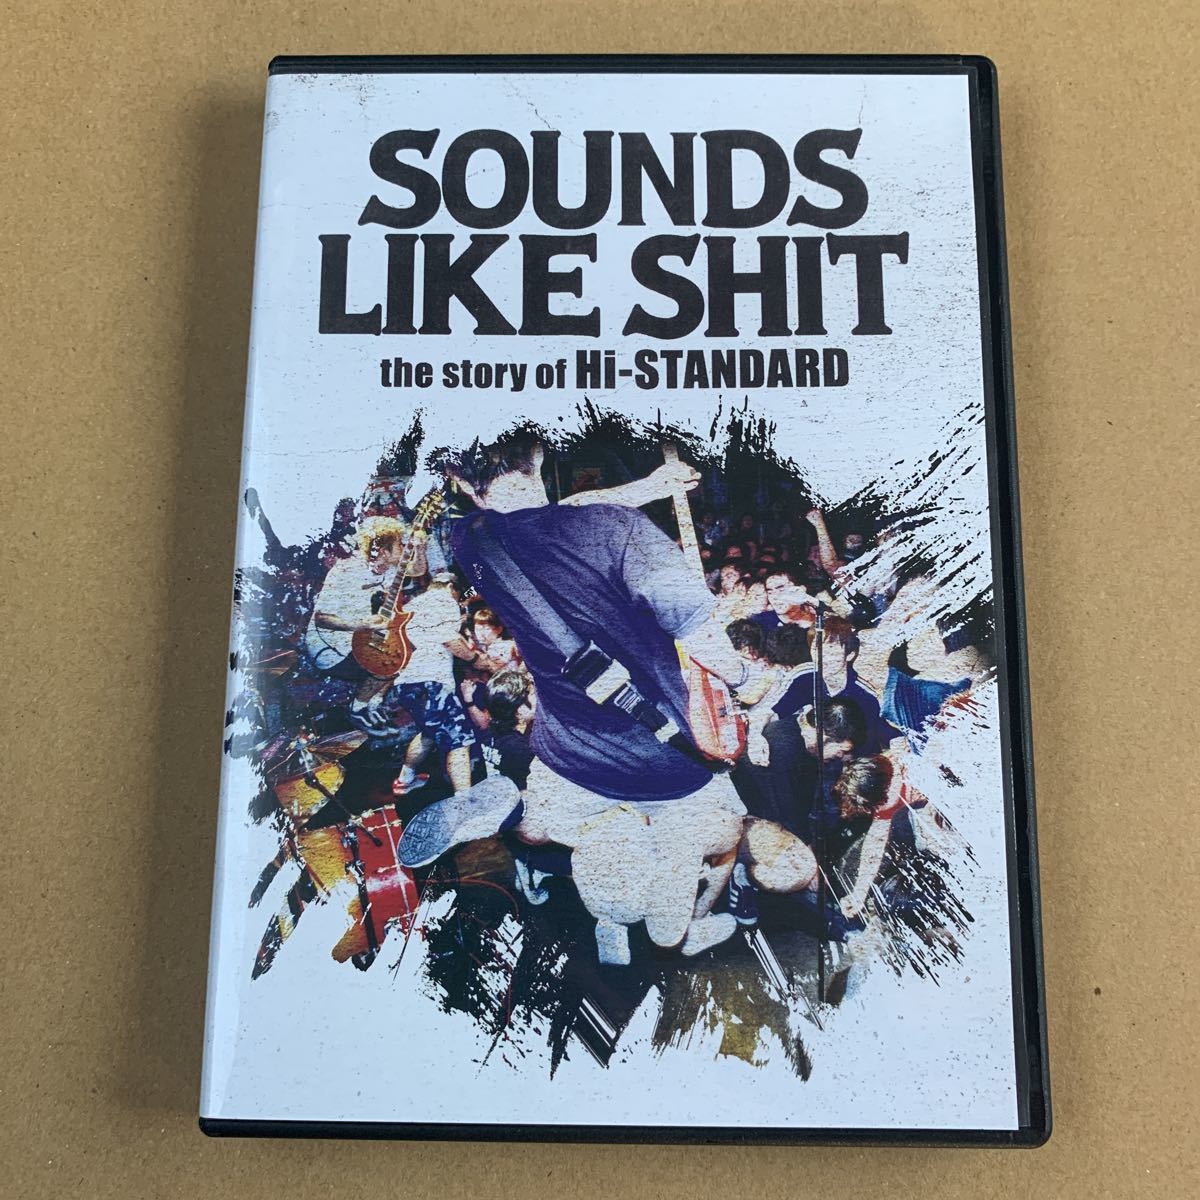 SOUNDS
LIKE SHIT
the story of Hi-STANDARD